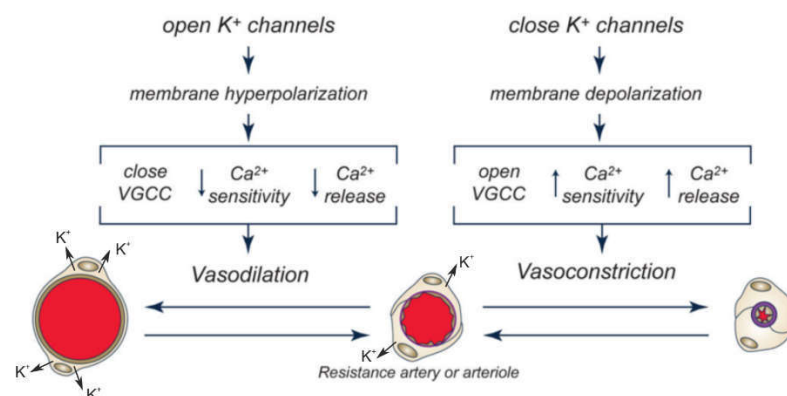 open K⁺ channels
close K⁺ channels
membrane hyperpolarization
membrane depolarization
close VGCC
↓ Ca²⁺ sensitivity
↓ Ca²⁺ release
open VGCC
↑ Ca²⁺ sensitivity
↑ Ca²⁺ release
K⁺
K⁺
Vasodilation
K⁺
Vasoconstriction
K⁺
K⁺
K⁺
Resistance artery or arteriole